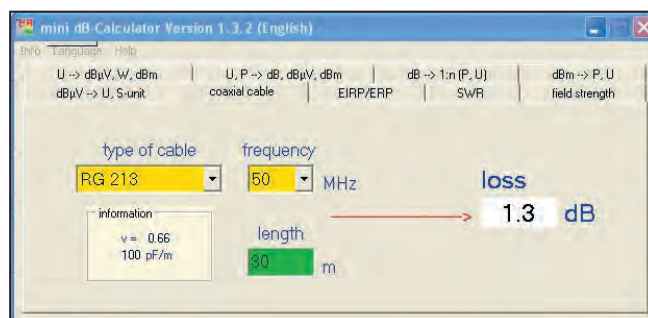 mini dB-Calculator Version 1.3.2 (English)
Info Language Help
U --> dBµV, W, dBm U, P --> dB, dBµV, dBm dB --> 1:n (P, U) dBm --> P, U
dBµV --> U, S-unit coaxial cable EIRP/ERP SWR field strength
type of cable frequency
RG 213 50 MHz
loss
1.3 dB
information
v = 0.66
100 pF/m
length
30 m